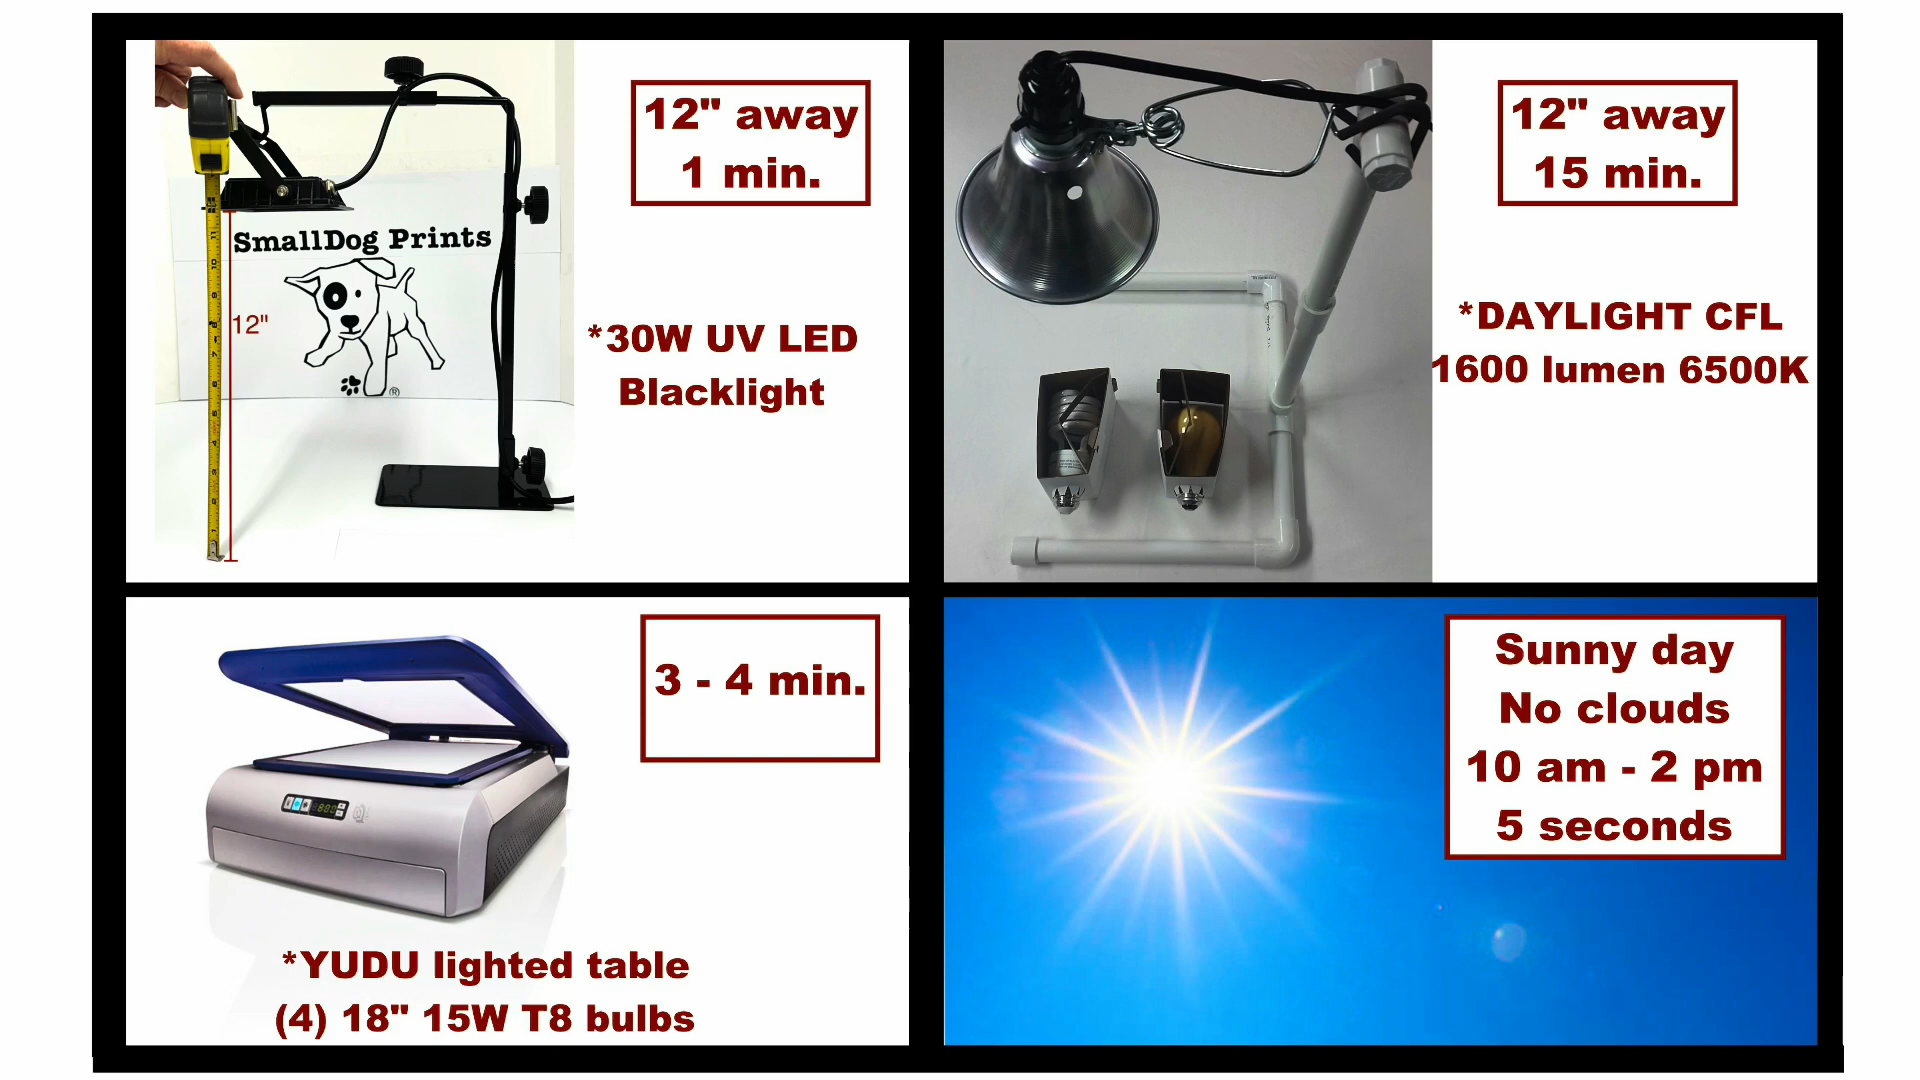 12" away
1 min.
SmallDog Prints
12"
®
*30W UV LED
Blacklight
12" away
15 min.
*DAYLIGHT CFL
1600 lumen 6500K
3 - 4 min.
*YUDU lighted table
(4) 18" 15W T8 bulbs
Sunny day
No clouds
10 am - 2 pm
5 seconds